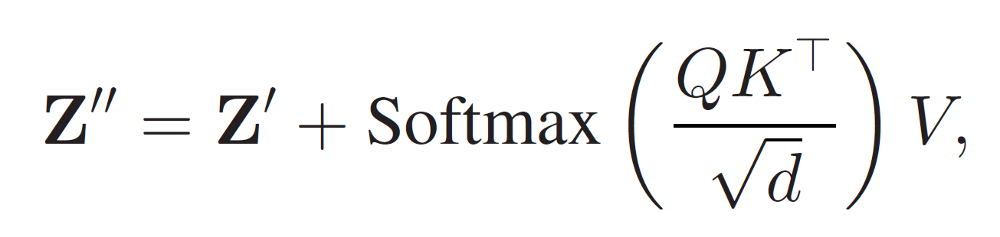 𝐙′′ = 𝐙′ + Softmax (QK⊤ / √d) V,